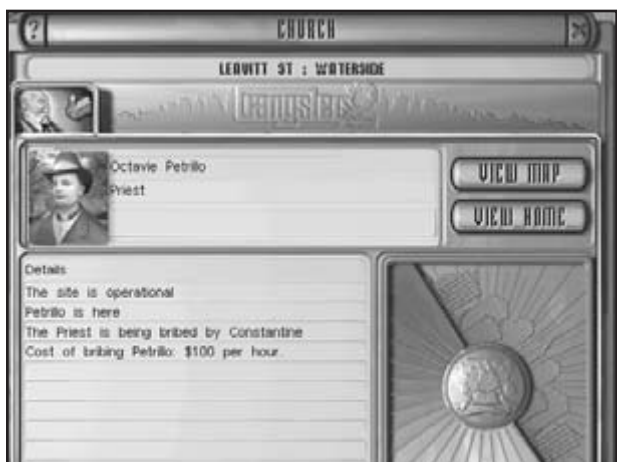 ?
CHURCH
LEAVITT ST : WATERSIDE
Gangsters 2
Octavie Petrillo
Priest
VIEW MAP
VIEW HOME
Details
The site is operational
Petrillo is here
The Priest is being bribed by Constantine
Cost of bribing Petrillo: $100 per hour.